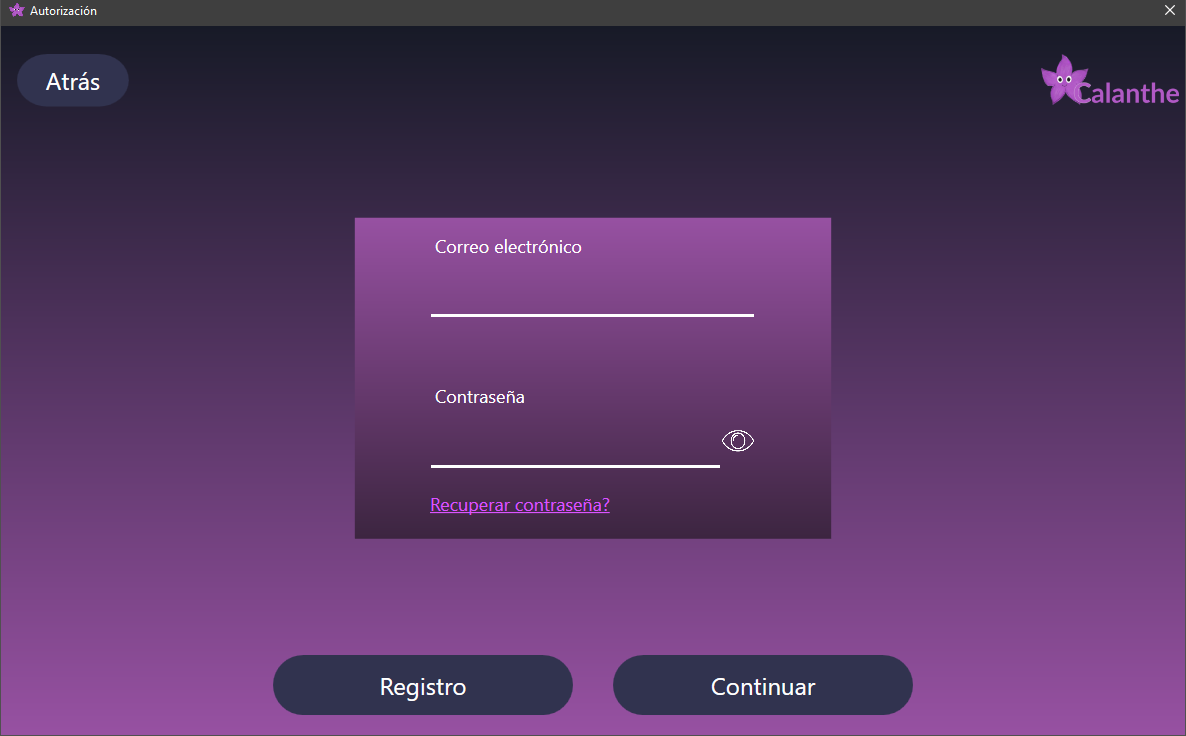 Autorización
Atrás
Calanthe
Correo electrónico
Contraseña
Recuperar contraseña?
Registro
Continuar